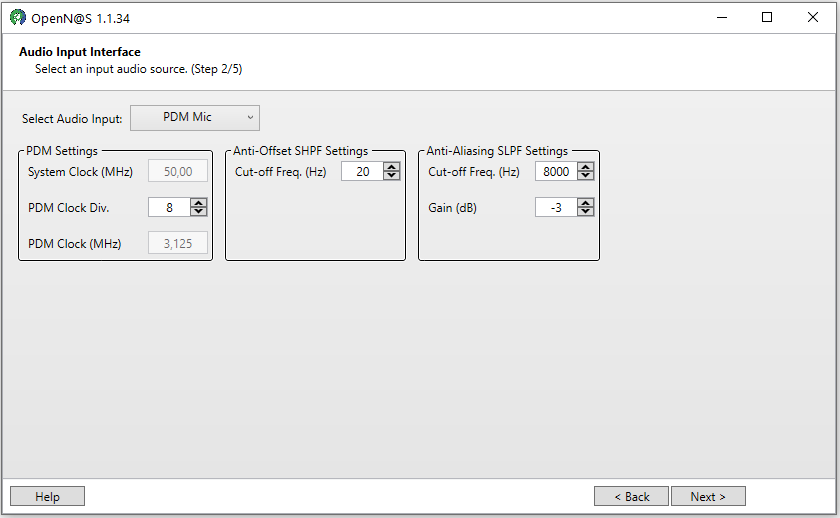 OpenN@S 1.1.34
Audio Input Interface
Select an input audio source. (Step 2/5)
Select Audio Input: PDM Mic
PDM Settings
System Clock (MHz) 50,00
PDM Clock Div. 8
PDM Clock (MHz) 3,125
Anti-Offset SHPF Settings
Cut-off Freq. (Hz) 20
Anti-Aliasing SLPF Settings
Cut-off Freq. (Hz) 8000
Gain (dB) -3
Help
< Back
Next >